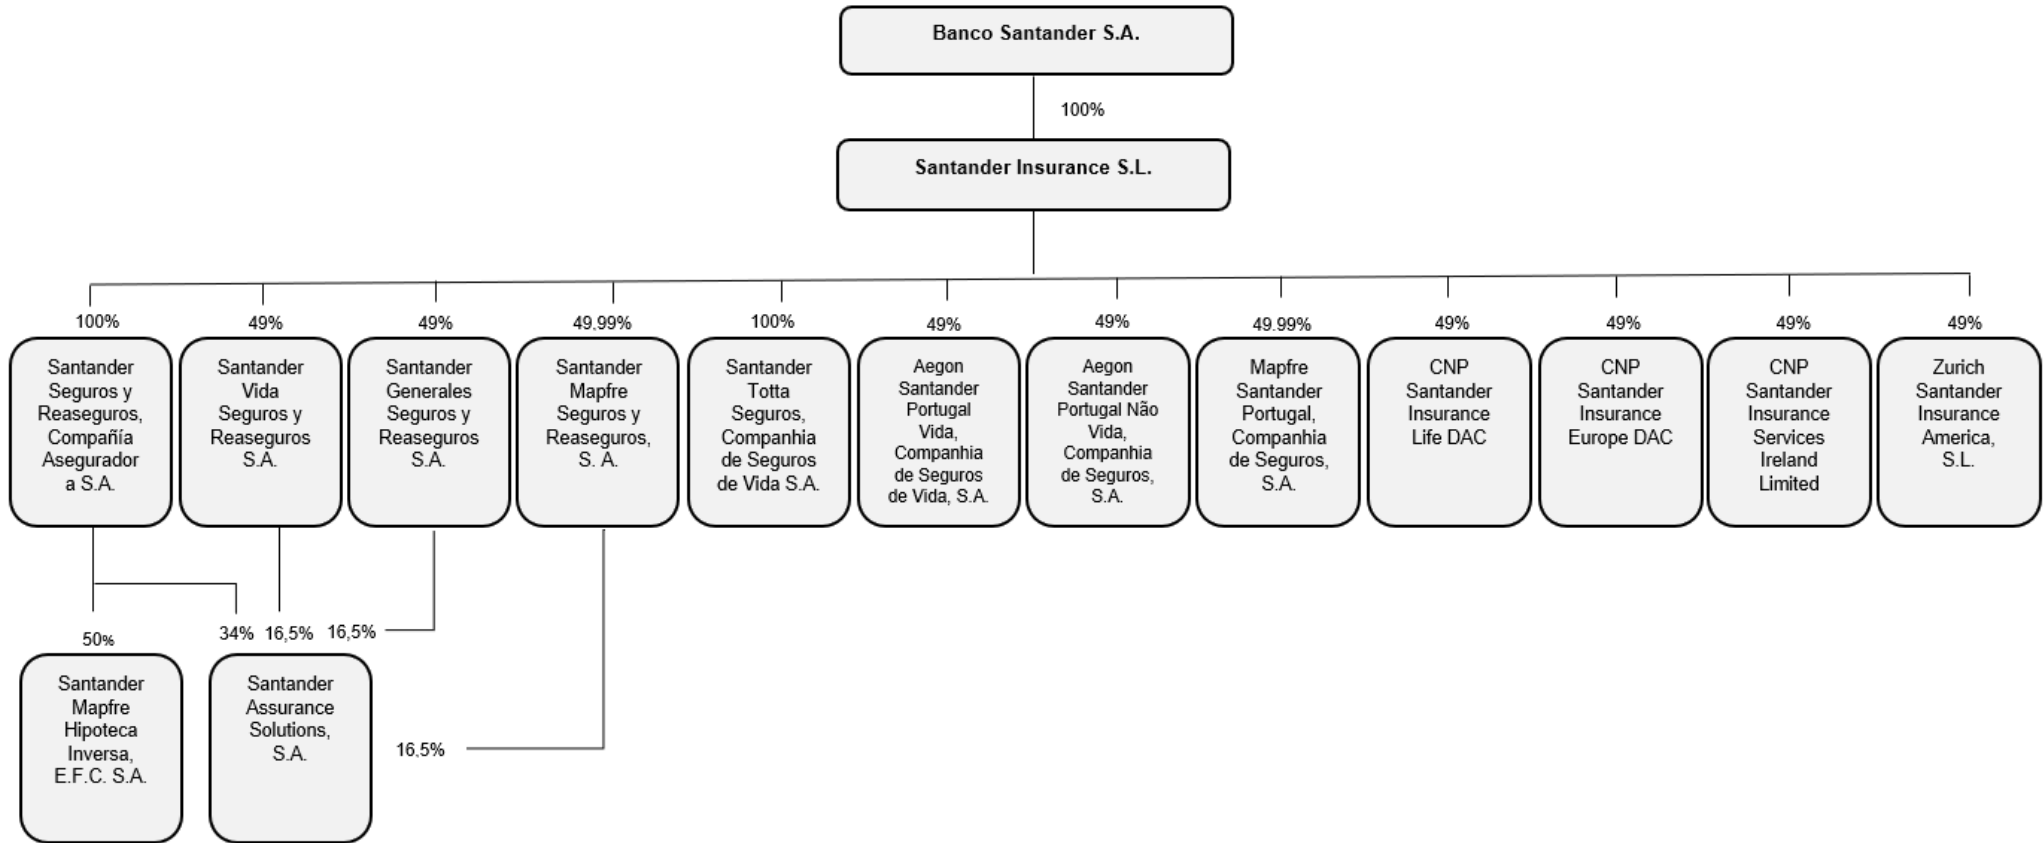 Banco Santander S.A.
100%
Santander Insurance S.L.
100%
49%
49%
49,99%
100%
49%
49%
49.99%
49%
49%
49%
49%
Santander
Seguros y
Reaseguros,
Compañía
Asegurador
a S.A.
Santander
Vida
Seguros y
Reaseguros
S.A.
Santander
Generales
Seguros y
Reaseguros
S.A.
Santander
Mapfre
Seguros y
Reaseguros,
S. A.
Santander
Totta
Seguros,
Companhia
de Seguros
de Vida S.A.
Aegon
Santander
Portugal
Vida,
Companhia
de Seguros
de Vida, S.A.
Aegon
Santander
Portugal Não
Vida,
Companhia
de Seguros,
S.A.
Mapfre
Santander
Portugal,
Companhia
de Seguros,
S.A.
CNP
Santander
Insurance
Life DAC
CNP
Santander
Insurance
Europe DAC
CNP
Santander
Insurance
Services
Ireland
Limited
Zurich
Santander
Insurance
America,
S.L.
50%
34%
16,5%
16,5%
Santander
Mapfre
Hipoteca
Inversa,
E.F.C. S.A.
Santander
Assurance
Solutions,
S.A.
16,5%